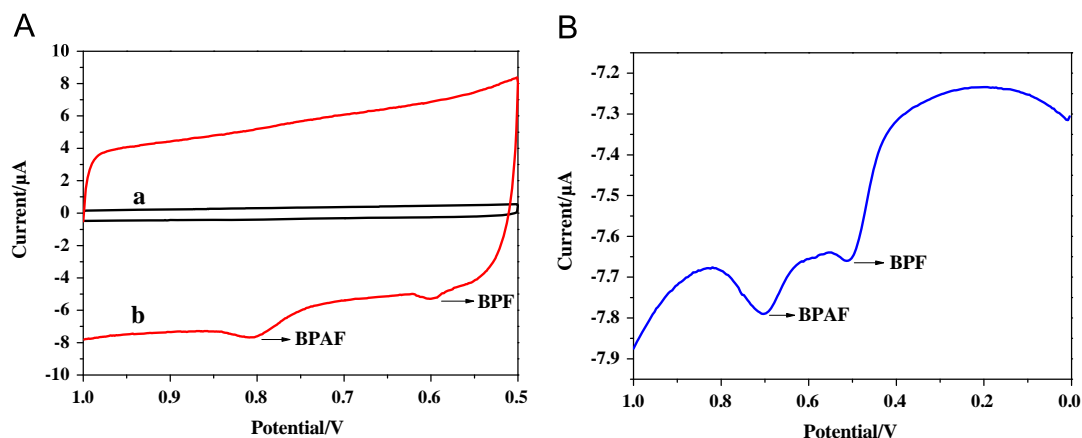 A
10
8
6
4
2
0
-2
-4
-6
-8
-10
Current/μA
a
b
BPF
BPAF
1.0 0.9 0.8 0.7 0.6 0.5
Potential/V
B
-7.2
-7.3
-7.4
-7.5
-7.6
-7.7
-7.8
-7.9
Current/μA
BPF
BPAF
1.0 0.8 0.6 0.4 0.2 0.0
Potential/V